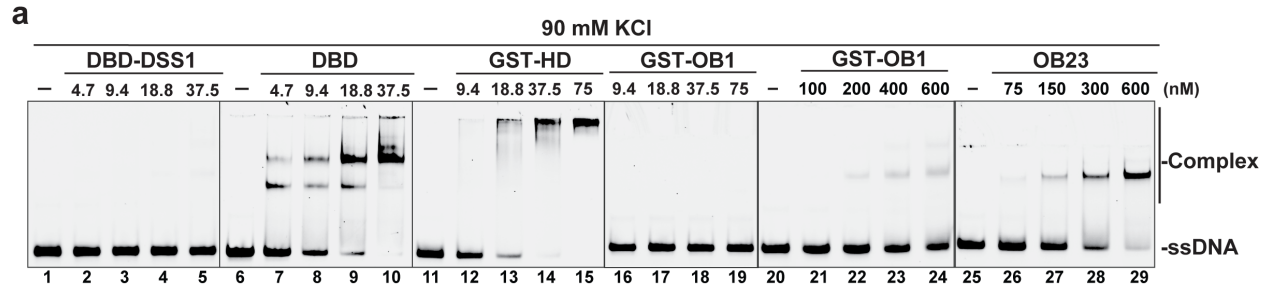 a
90 mM KCl
DBD-DSS1 DBD GST-HD GST-OB1 GST-OB1 OB23
– 4.7 9.4 18.8 37.5 – 4.7 9.4 18.8 37.5 – 9.4 18.8 37.5 75 9.4 18.8 37.5 75 – 100 200 400 600 – 75 150 300 600 (nM)
-Complex
-ssDNA
1 2 3 4 5 6 7 8 9 10 11 12 13 14 15 16 17 18 19 20 21 22 23 24 25 26 27 28 29